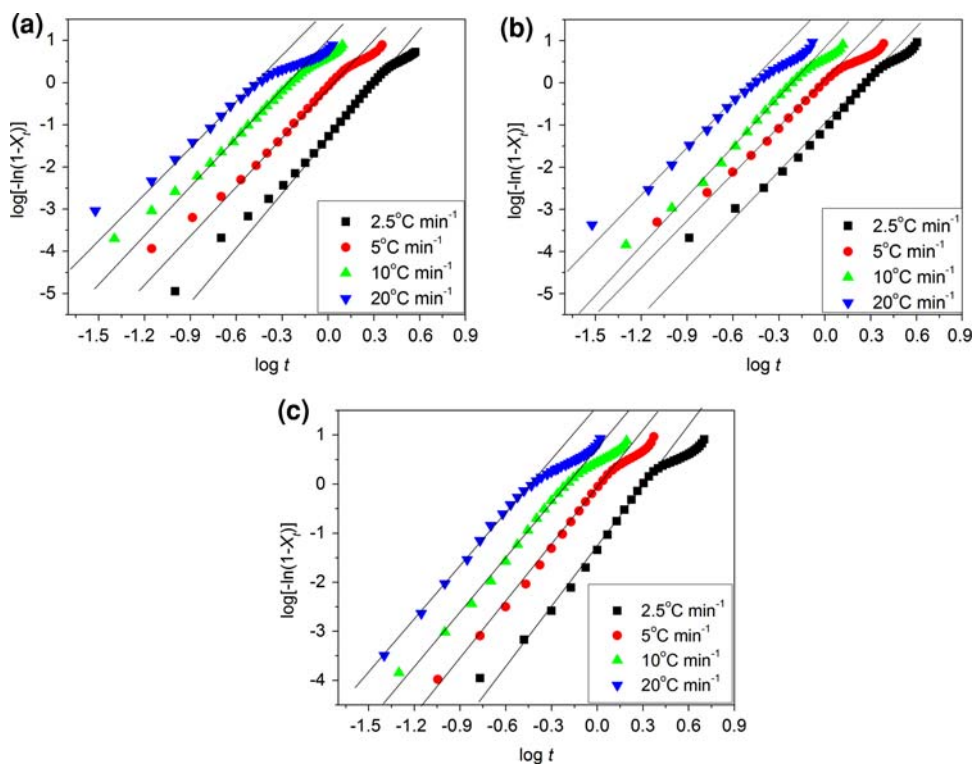 (a)
log[-ln(1-Xt)]
1
0
-1
-2
-3
-4
-5
2.5°C min⁻¹
5°C min⁻¹
10°C min⁻¹
20°C min⁻¹
-1.5 -1.2 -0.9 -0.6 -0.3 0.0 0.3 0.6 0.9
log t
(b)
log[-ln(1-Xt)]
1
0
-1
-2
-3
-4
-5
2.5°C min⁻¹
5°C min⁻¹
10°C min⁻¹
20°C min⁻¹
-1.5 -1.2 -0.9 -0.6 -0.3 0.0 0.3 0.6 0.9
log t
(c)
log[-ln(1-Xt)]
1
0
-1
-2
-3
-4
2.5°C min⁻¹
5°C min⁻¹
10°C min⁻¹
20°C min⁻¹
-1.5 -1.2 -0.9 -0.6 -0.3 0.0 0.3 0.6 0.9
log t